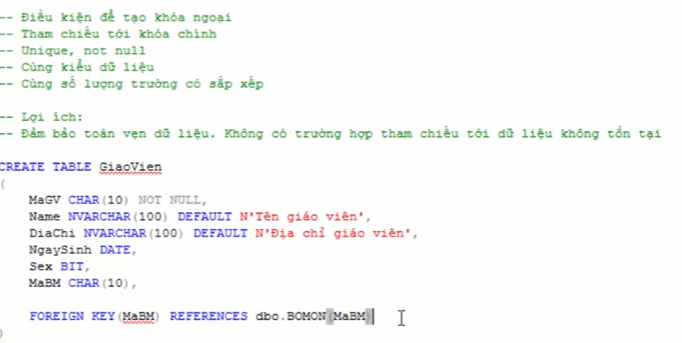 -- Điều kiện để tạo khóa ngoại
-- Tham chiếu tới khóa chính
-- Unique, not null
-- Cùng kiểu dữ liệu
-- Cùng số lượng trường có sắp xếp
-- Lợi ích:
-- Đảm bảo toàn vẹn dữ liệu. Không có trường hợp tham chiếu tới dữ liệu không tồn tại
CREATE TABLE GiaoVien
(
MaGV CHAR(10) NOT NULL,
Name NVARCHAR(100) DEFAULT N'Tên giáo viên',
DiaChi NVARCHAR(100) DEFAULT N'Địa chỉ giáo viên',
NgaySinh DATE,
Sex BIT,
MaBM CHAR(10),
FOREIGN KEY(MaBM) REFERENCES dbo.BOMON(MaBM)
)